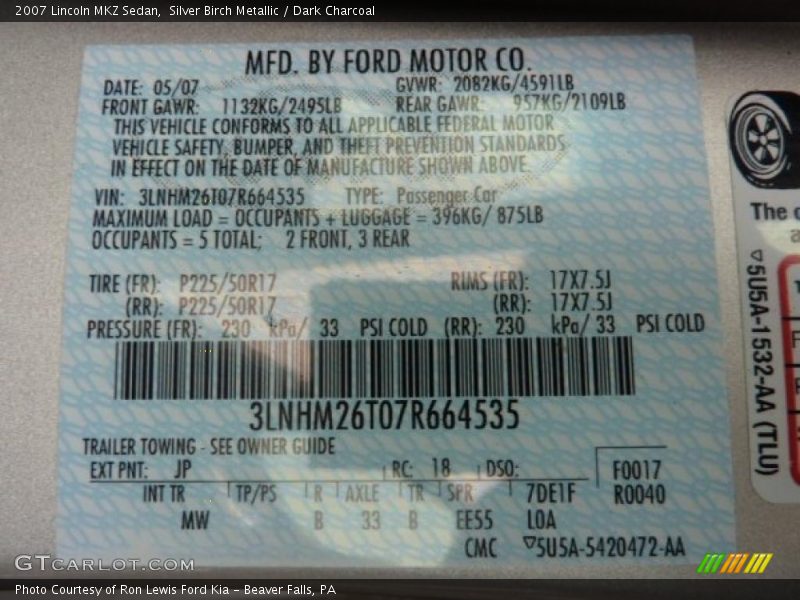 2007 Lincoln MKZ Sedan, Silver Birch Metallic / Dark Charcoal
MFD. BY FORD MOTOR CO.
DATE: 05/07 GVWR: 2082KG/4591LB
FRONT GAWR: 1132KG/2495LB REAR GAWR: 957KG/2109LB
THIS VEHICLE CONFORMS TO ALL APPLICABLE FEDERAL MOTOR
VEHICLE SAFETY, BUMPER, AND THEFT PREVENTION STANDARDS
IN EFFECT ON THE DATE OF MANUFACTURE SHOWN ABOVE.
VIN: 3LNHM26T07R664535 TYPE: Passenger Car
MAXIMUM LOAD = OCCUPANTS + LUGGAGE = 396KG/ 875LB
OCCUPANTS = 5 TOTAL; 2 FRONT, 3 REAR
TIRE (FR): P225/50R17 RIMS (FR): 17X7.5J
(RR): P225/50R17 (RR): 17X7.5J
PRESSURE (FR): 230 kPa/ 33 PSI COLD (RR): 230 kPa/ 33 PSI COLD
3LNHM26T07R664535
TRAILER TOWING - SEE OWNER GUIDE
EXT PNT: JP RC: 18 DSO: F0017
INT TR TP/PS R AXLE TR SPR 7DE1F R0040
MW B 33 B EE55 L0A
CMC ▽5U5A-5420472-AA
The
▽5U5A-1532-AA (TLU)
GTCARLOT.COM
Photo Courtesy of Ron Lewis Ford Kia – Beaver Falls, PA